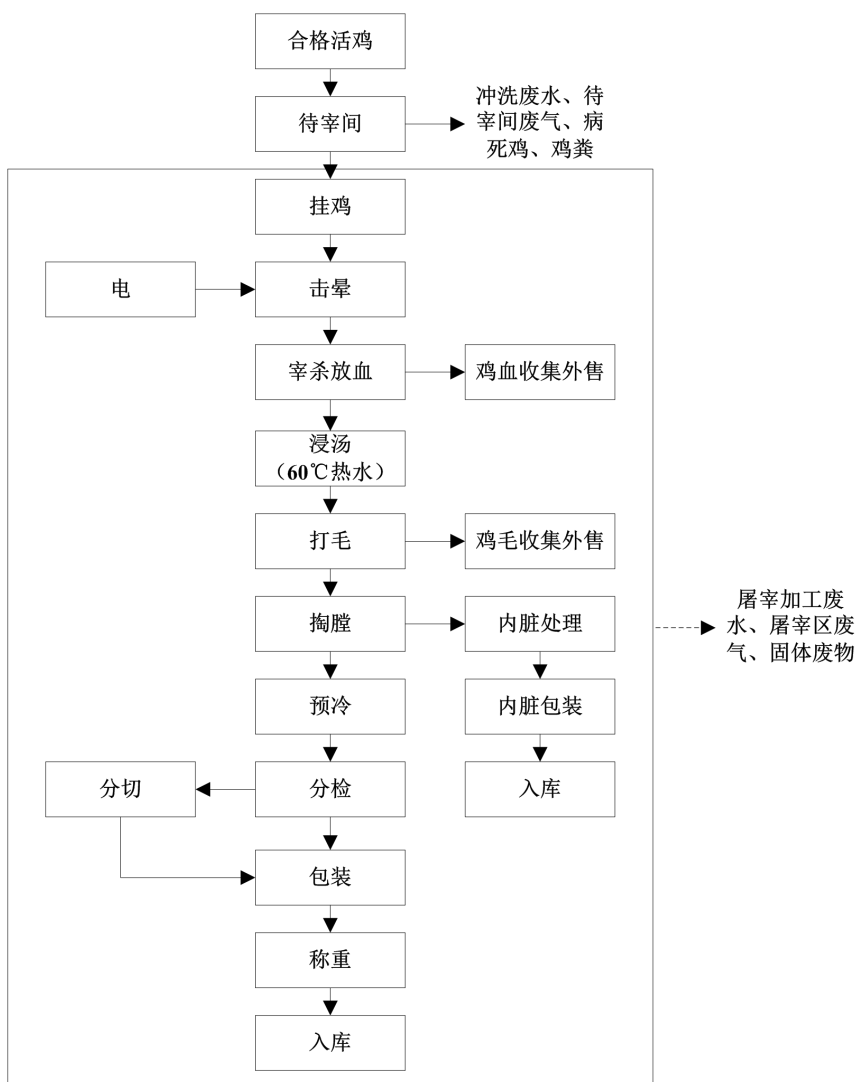 合格活鸡
待宰间
冲洗废水、待
宰间废气、病
死鸡、鸡粪
挂鸡
电
击晕
宰杀放血
鸡血收集外售
浸汤
（60℃热水）
打毛
鸡毛收集外售
掏膛
内脏处理
屠宰加工废
水、屠宰区废
气、固体废物
预冷
内脏包装
分切
分检
入库
包装
称重
入库